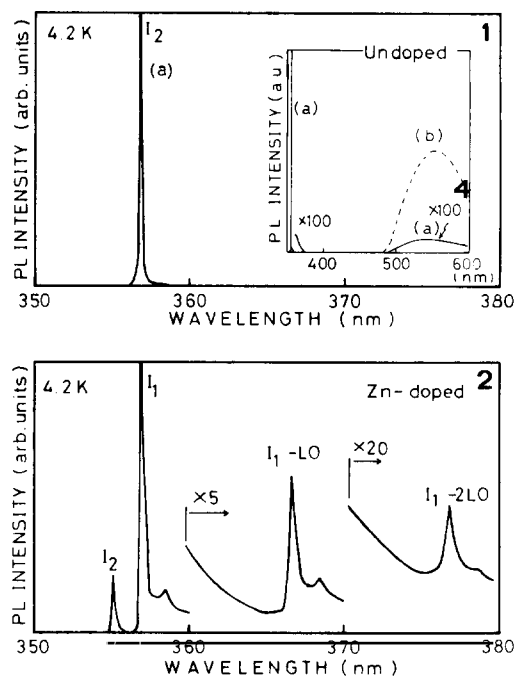 PL INTENSITY (arb. units)
4.2 K
I2
(a)
1
PL INTENSITY (au)
Undoped
(a)
×100
(b)
4
×100
(a)
400
500
600
(nm)
350
360
370
380
WAVELENGTH (nm)
PL INTENSITY (arb. units)
4.2 K
I2
I1
Zn-doped
2
×5
I1 -LO
×20
I1 -2LO
350
360
370
380
WAVELENGTH (nm)